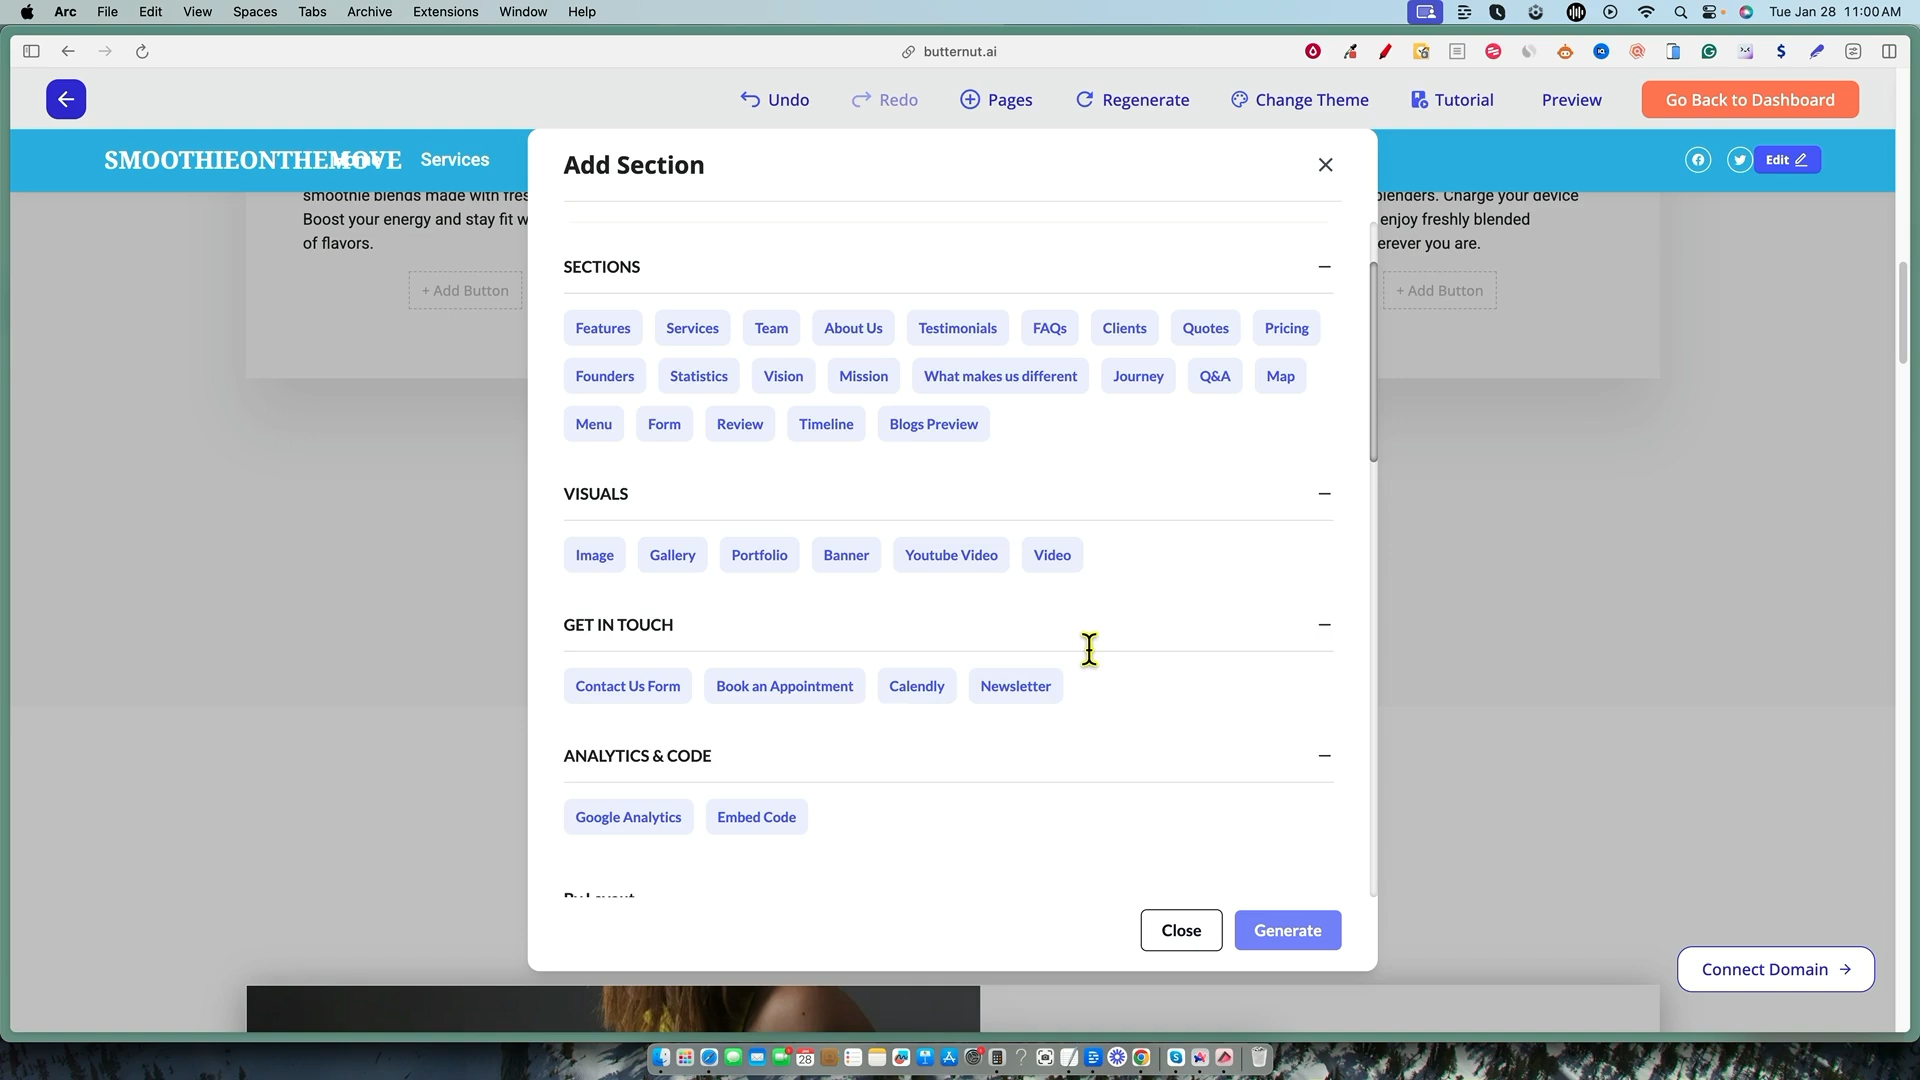 Arc File Edit View Spaces Tabs Archive Extensions Window Help Tue Jan 28 11:00 AM
butternut.ai
Undo Redo Pages Regenerate Change Theme Tutorial Preview Go Back to Dashboard
SMOOTHIEONTHEMOVE Home Services Edit
Add Section
smoothie blends made with fres
Boost your energy and stay fit w
of flavors.
+ Add Button
blenders. Charge your device
enjoy freshly blended
erever you are.
+ Add Button
SECTIONS
Features Services Team About Us Testimonials FAQs Clients Quotes Pricing
Founders Statistics Vision Mission What makes us different Journey Q&A Map
Menu Form Review Timeline Blogs Preview
VISUALS
Image Gallery Portfolio Banner Youtube Video Video
GET IN TOUCH
Contact Us Form Book an Appointment Calendly Newsletter
ANALYTICS & CODE
Google Analytics Embed Code
By Layout
Close Generate
Connect Domain
28